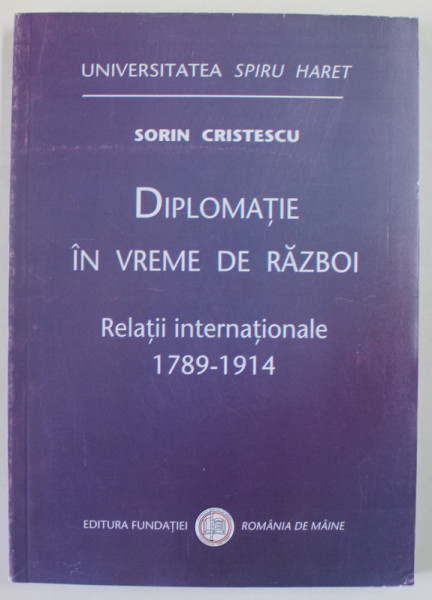 UNIVERSITATEA SPIRU HARET
SORIN CRISTESCU
DIPLOMAȚIE
ÎN VREME DE RĂZBOI
Relații internaționale
1789-1914
EDITURA FUNDAȚIEI ROMÂNIA DE MÂINE